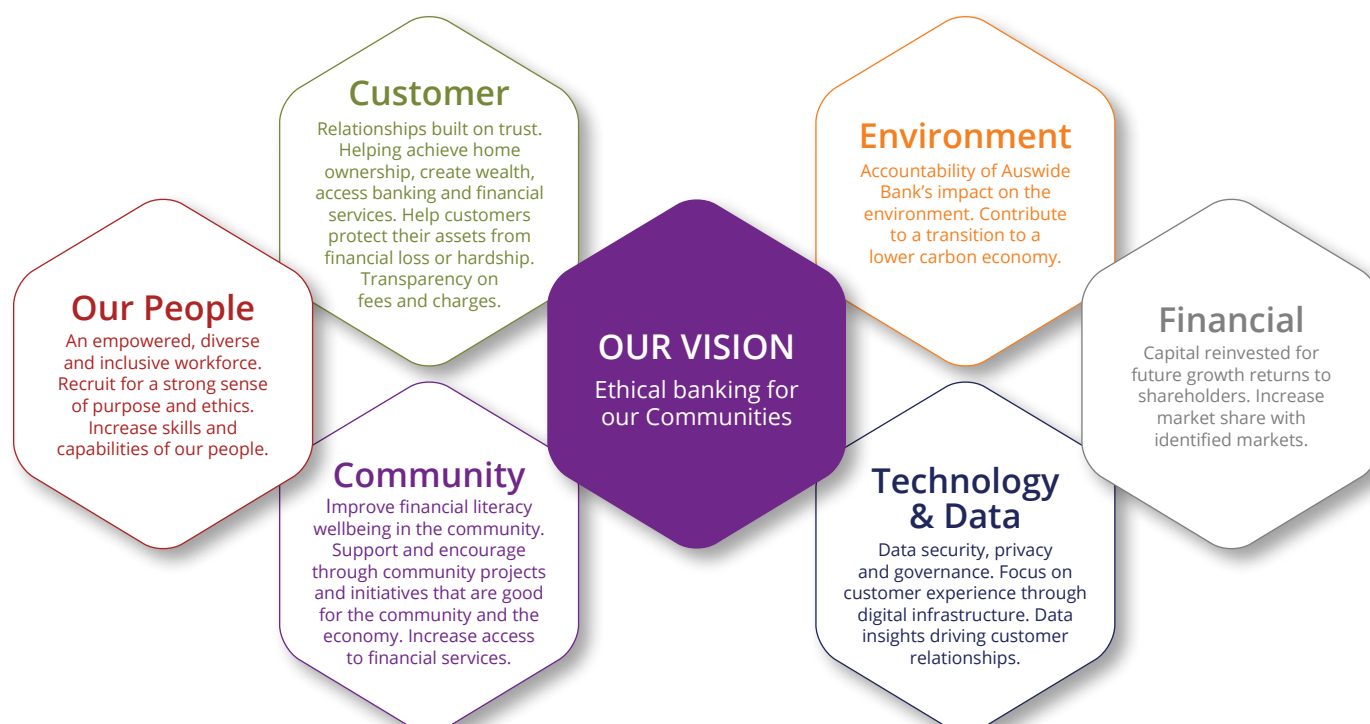 Our People
An empowered, diverse
and inclusive workforce.
Recruit for a strong sense
of purpose and ethics.
Increase skills and
capabilities of our people.
Customer
Relationships built on trust.
Helping achieve home
ownership, create wealth,
access banking and financial
services. Help customers
protect their assets from
financial loss or hardship.
Transparency on
fees and charges.
Community
Improve financial literacy
wellbeing in the community.
Support and encourage
through community projects
and initiatives that are good
for the community and the
economy. Increase access
to financial services.
OUR VISION
Ethical banking for
our Communities
Environment
Accountability of Auswide
Bank’s impact on the
environment. Contribute
to a transition to a
lower carbon economy.
Technology
& Data
Data security, privacy
and governance. Focus on
customer experience through
digital infrastructure. Data
insights driving customer
relationships.
Financial
Capital reinvested for
future growth returns to
shareholders. Increase
market share with
identified markets.